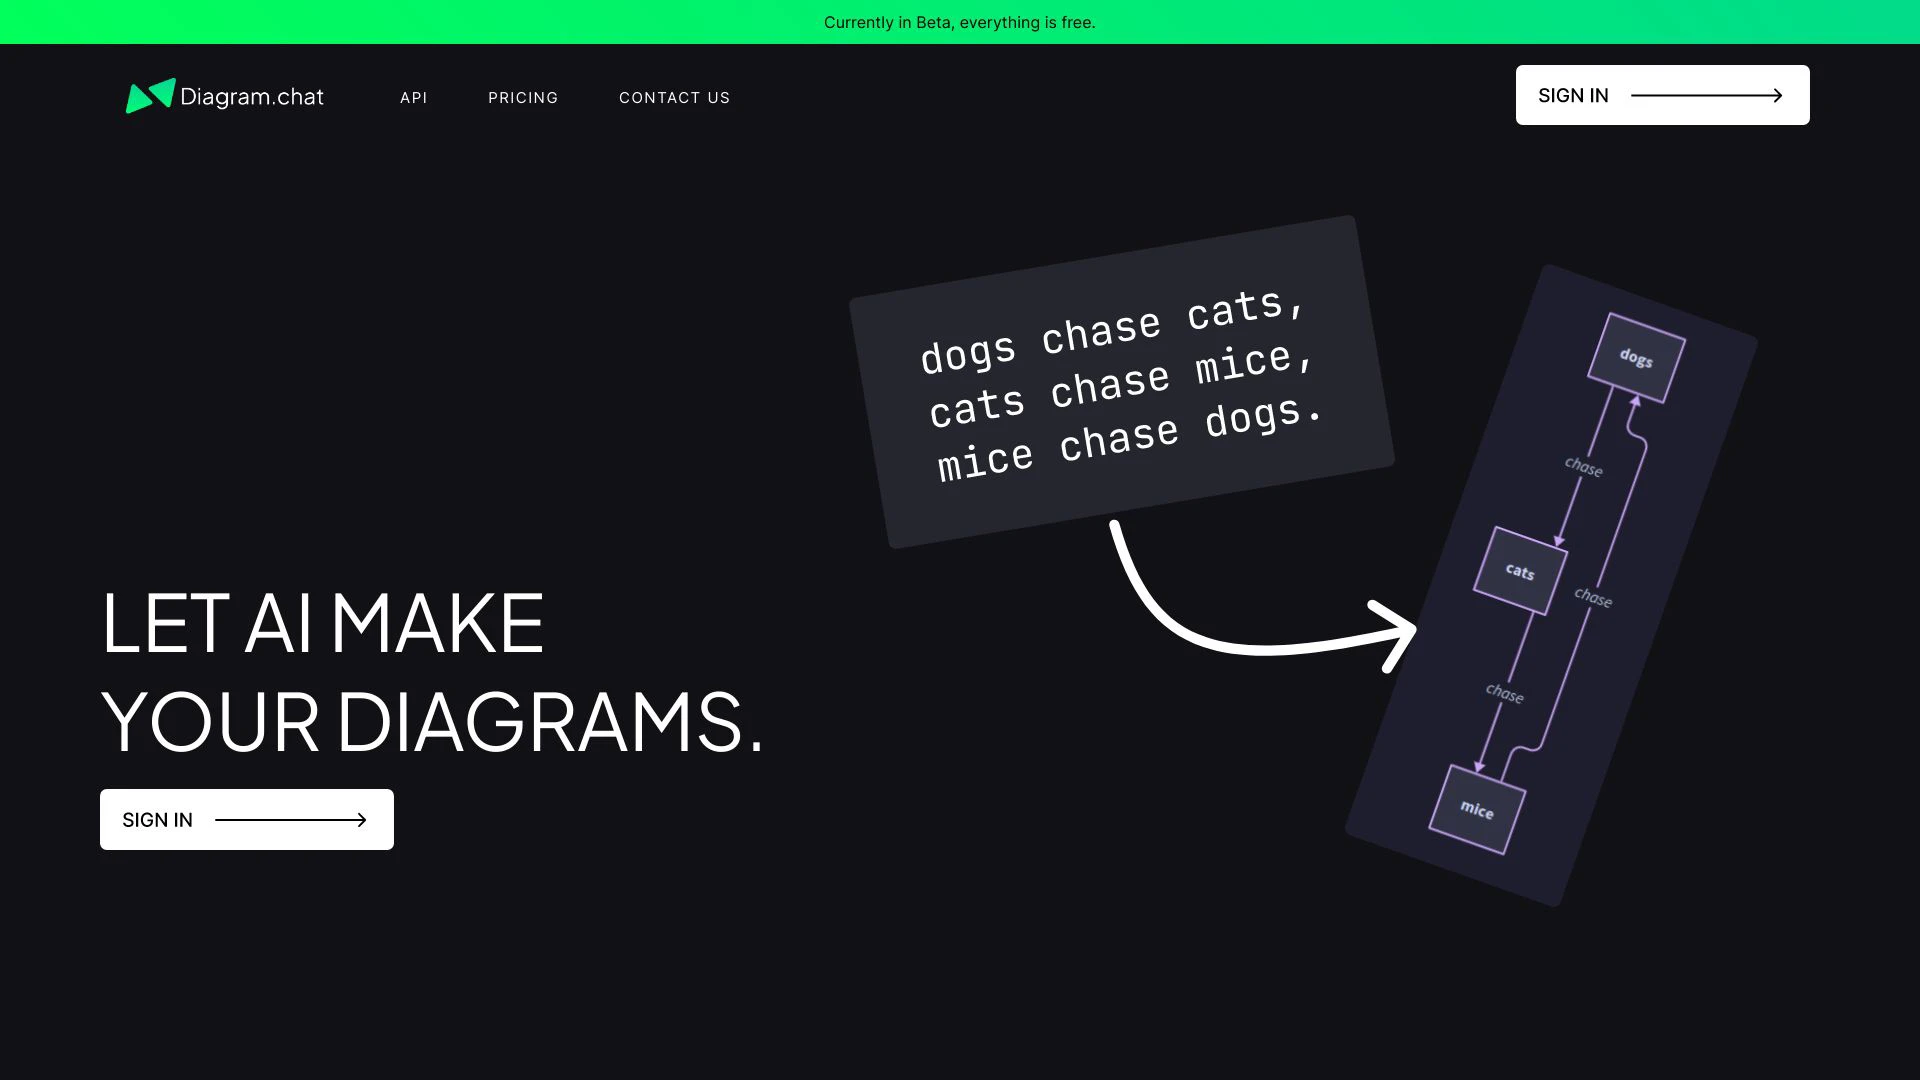 Currently in Beta, everything is free.
Diagram.chat
API
PRICING
CONTACT US
SIGN IN
dogs chase cats,
cats chase mice,
mice chase dogs.
dogs
chase
cats
chase
chase
mice
LET AI MAKE
YOUR DIAGRAMS.
SIGN IN